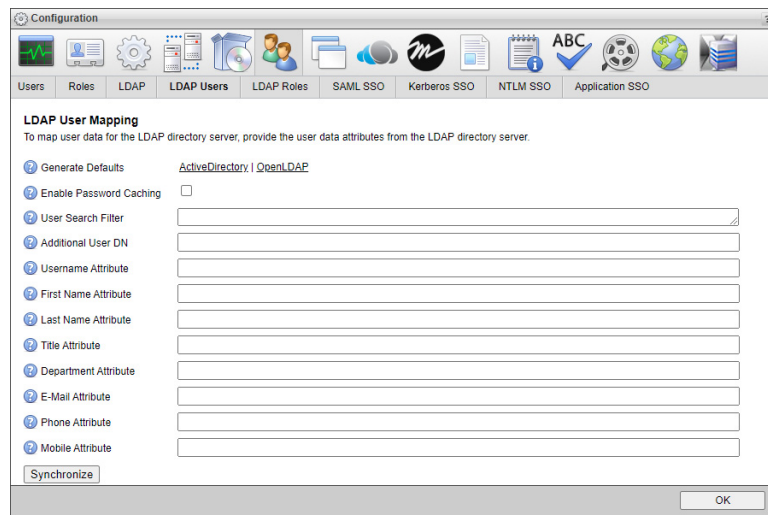 Configuration
ABC
Users Roles LDAP LDAP Users LDAP Roles SAML SSO Kerberos SSO NTLM SSO Application SSO
LDAP User Mapping
To map user data for the LDAP directory server, provide the user data attributes from the LDAP directory server.
? Generate Defaults ActiveDirectory | OpenLDAP
? Enable Password Caching
? User Search Filter
? Additional User DN
? Username Attribute
? First Name Attribute
? Last Name Attribute
? Title Attribute
? Department Attribute
? E-Mail Attribute
? Phone Attribute
? Mobile Attribute
Synchronize
OK